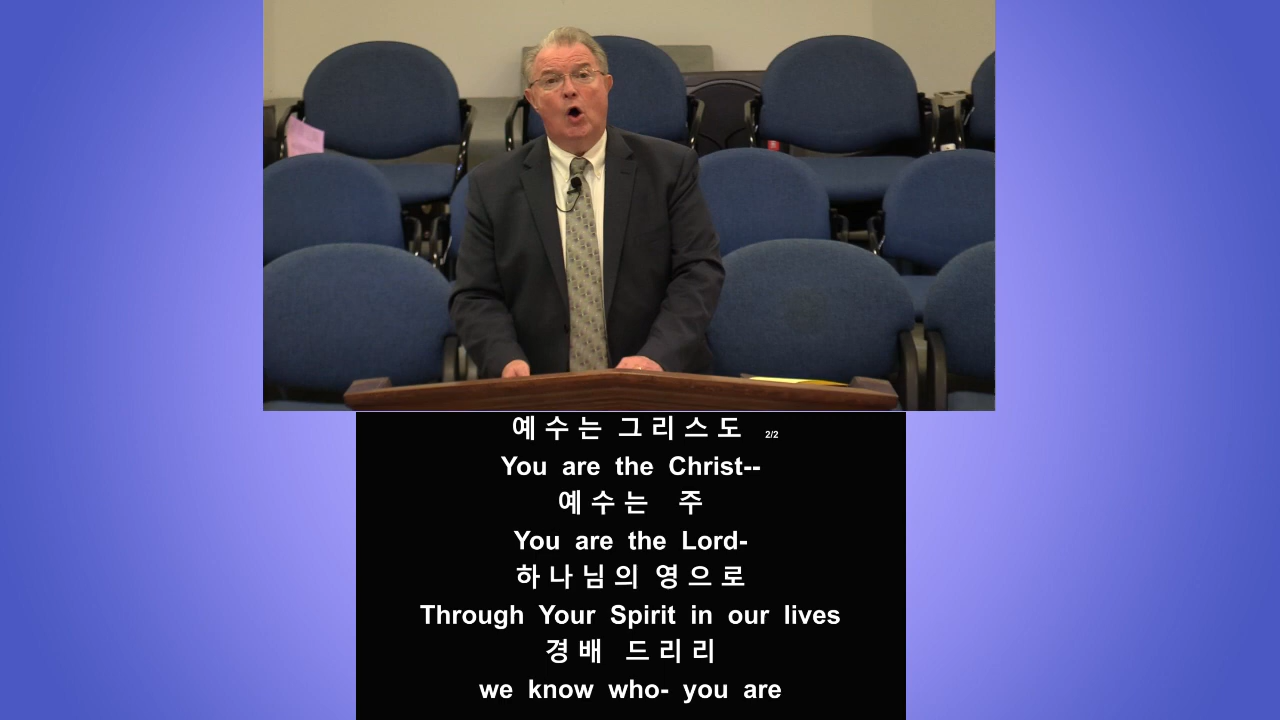 예수는 그리스도 2/2
You are the Christ--
예수는 주
You are the Lord-
하나님의 영으로
Through Your Spirit in our lives
경배 드리리
we know who- you are